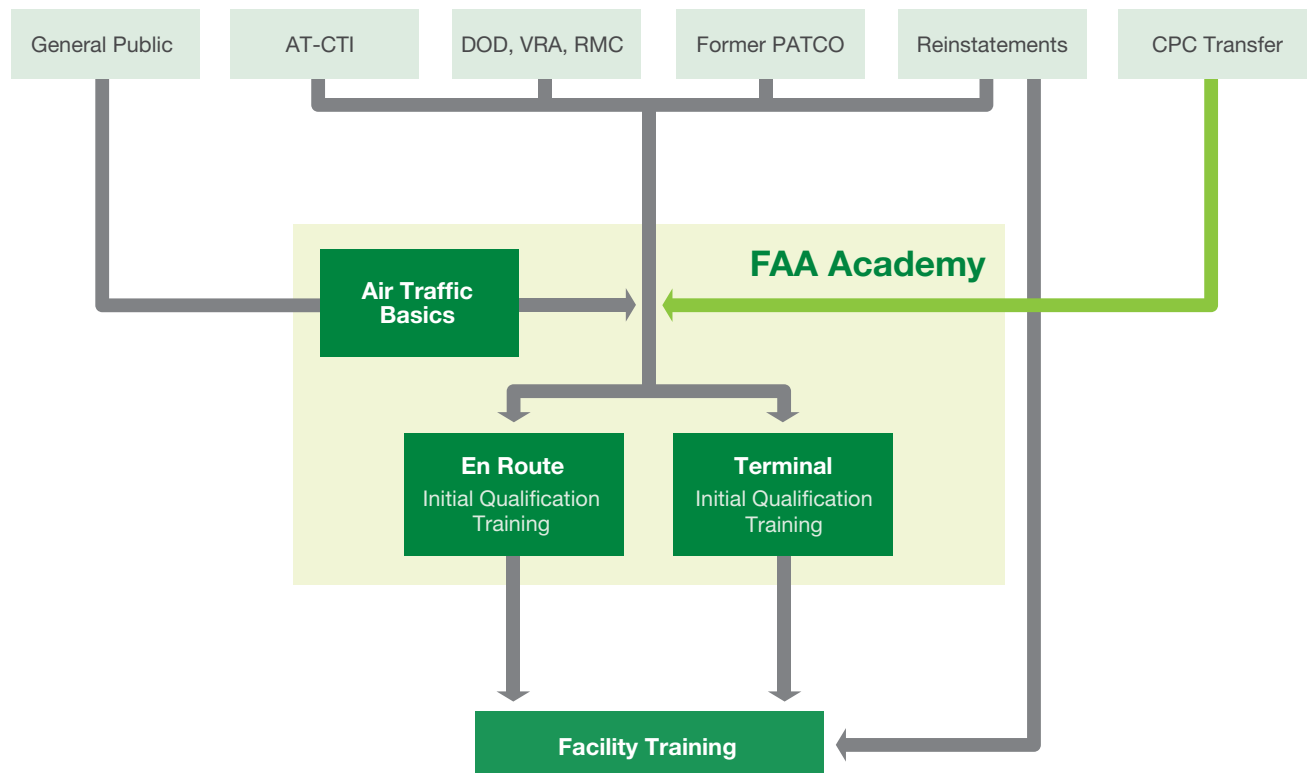 General Public
AT-CTI
DOD, VRA, RMC
Former PATCO
Reinstatements
CPC Transfer
FAA Academy
Air Traffic
Basics
En Route
Initial Qualification
Training
Terminal
Initial Qualification
Training
Facility Training